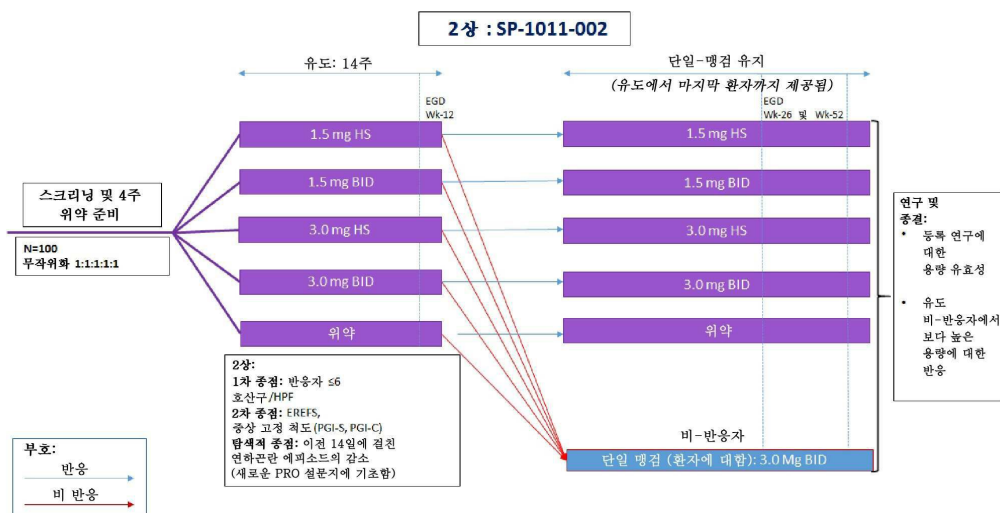 2상 : SP-1011-002
유도: 14주
단일-맹검 유지
(유도에서 마지막 환자까지 제공됨)
EGD
Wk-12
EGD
Wk-26 및 Wk-52
1.5 mg HS
1.5 mg HS
1.5 mg BID
1.5 mg BID
스크리닝 및 4주
위약 준비
N=100
무작위화 1:1:1:1:1
3.0 mg HS
3.0 mg HS
3.0 mg BID
3.0 mg BID
위약
위약
연구 및
종결:
• 등록 연구에
대한
용량 유효성
• 유도
비-반응자에서
보다 높은
용량에 대한
반응
2상:
1차 종점: 반응자 ≤6
호산구/HPF
2차 종점: EREFS,
증상 고정 척도(PGI-S, PGI-C)
탐색적 종점: 이전 14일에 걸친
연하곤란 에피소드의 감소
(새로운 PRO 설문지에 기초함)
비-반응자
단일 맹검 (환자에 대함): 3.0 Mg BID
부호:
반응
비 반응